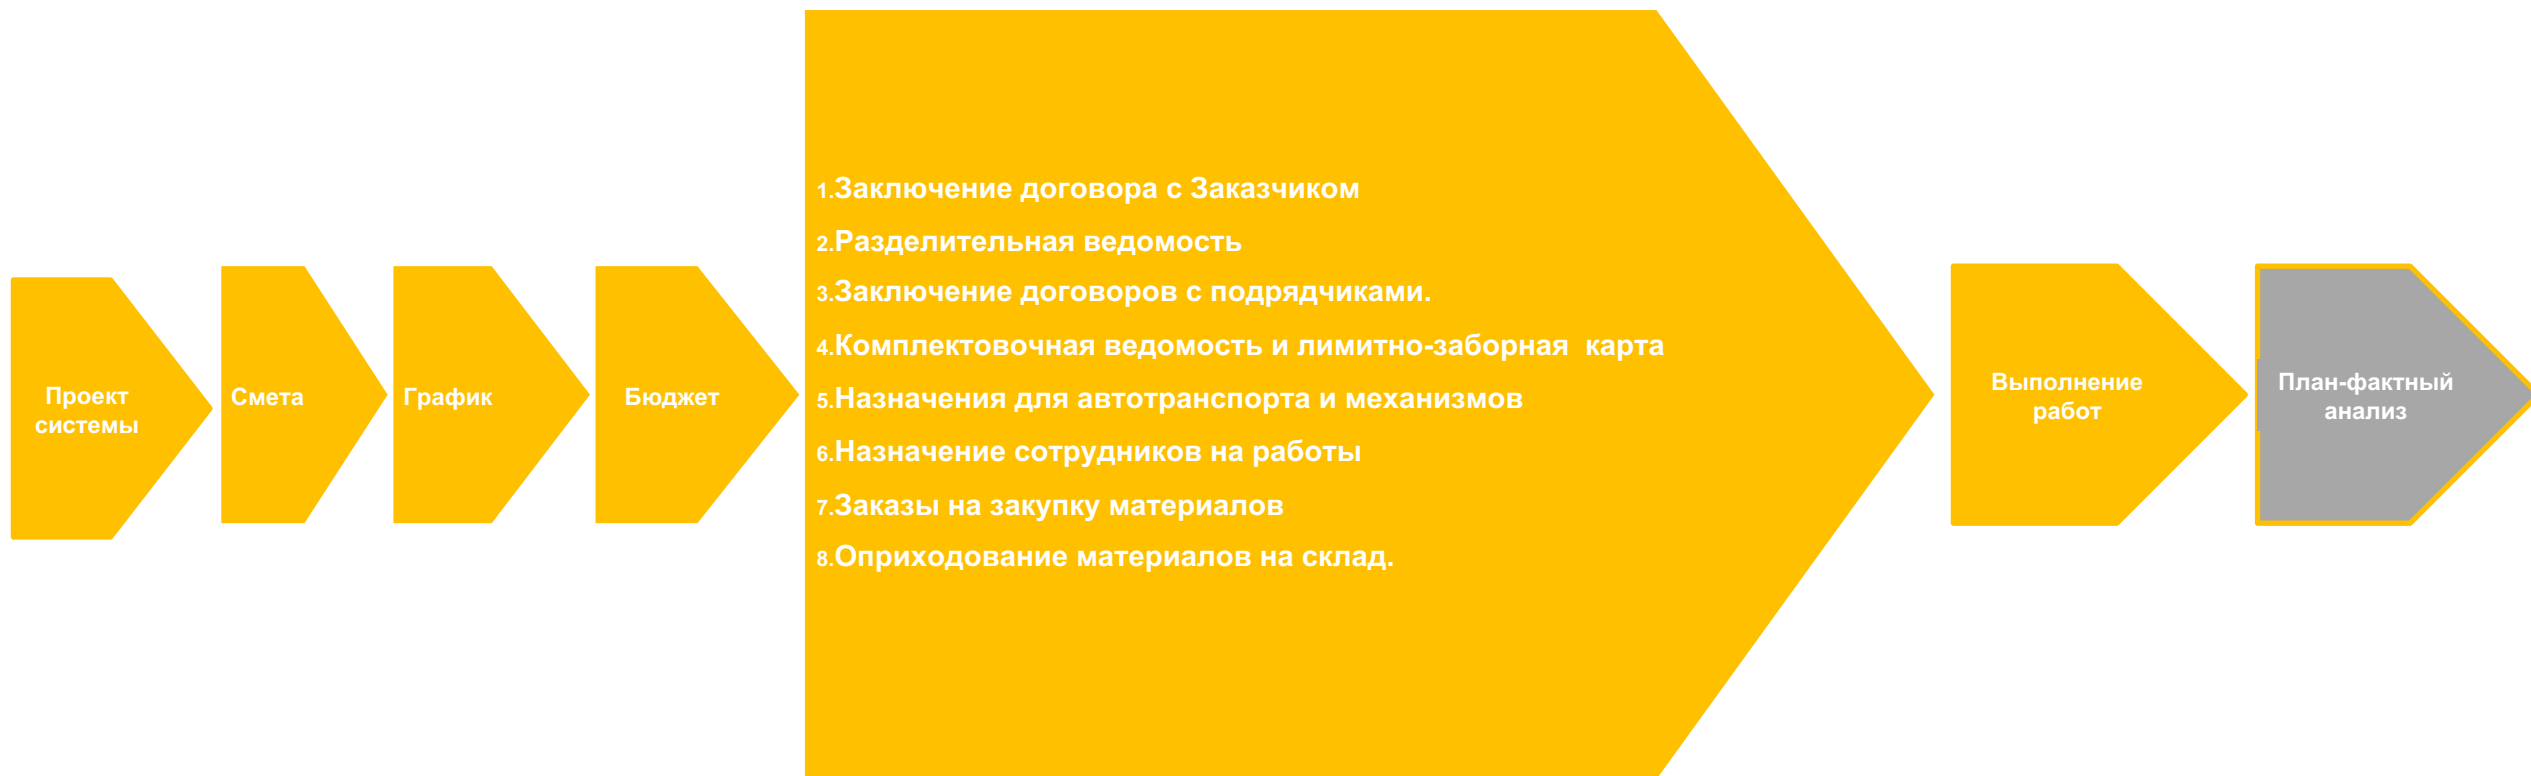 Проект
системы
Смета
График
Бюджет
1.Заключение договора с Заказчиком
2.Разделительная ведомость
3.Заключение договоров с подрядчиками.
4.Комплектовочная ведомость и лимитно-заборная  карта
5.Назначения для автотранспорта и механизмов
6.Назначение сотрудников на работы
7.Заказы на закупку материалов
8.Оприходование материалов на склад.
Выполнение
работ
План-фактный
анализ